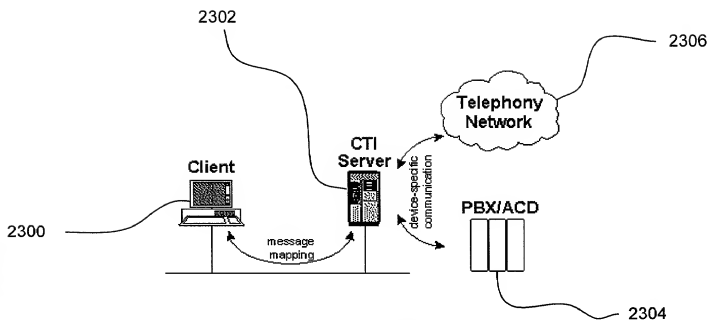 2302
2306
Telephony
Network
CTI
Server
Client
device-specific
communication
PBX/ACD
2300
message
mapping
2304